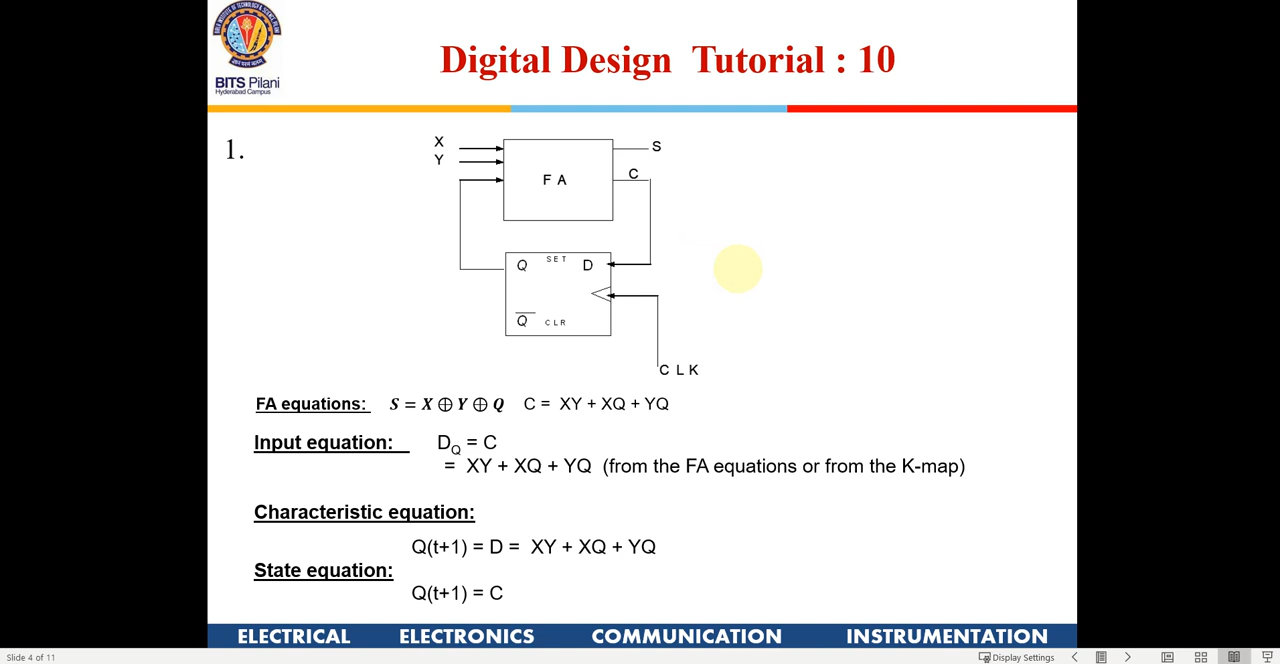 BITS Pilani
Hyderabad Campus
Digital Design Tutorial : 10
1.
X
Y
F A
S
C
Q
S E T
D
Q̅
C L R
C L K
FA equations: S = X ⊕ Y ⊕ Q C = XY + XQ + YQ
Input equation: D_Q = C
= XY + XQ + YQ (from the FA equations or from the K-map)
Characteristic equation:
Q(t+1) = D = XY + XQ + YQ
State equation:
Q(t+1) = C
ELECTRICAL ELECTRONICS COMMUNICATION INSTRUMENTATION
Slide 4 of 11
Display Settings